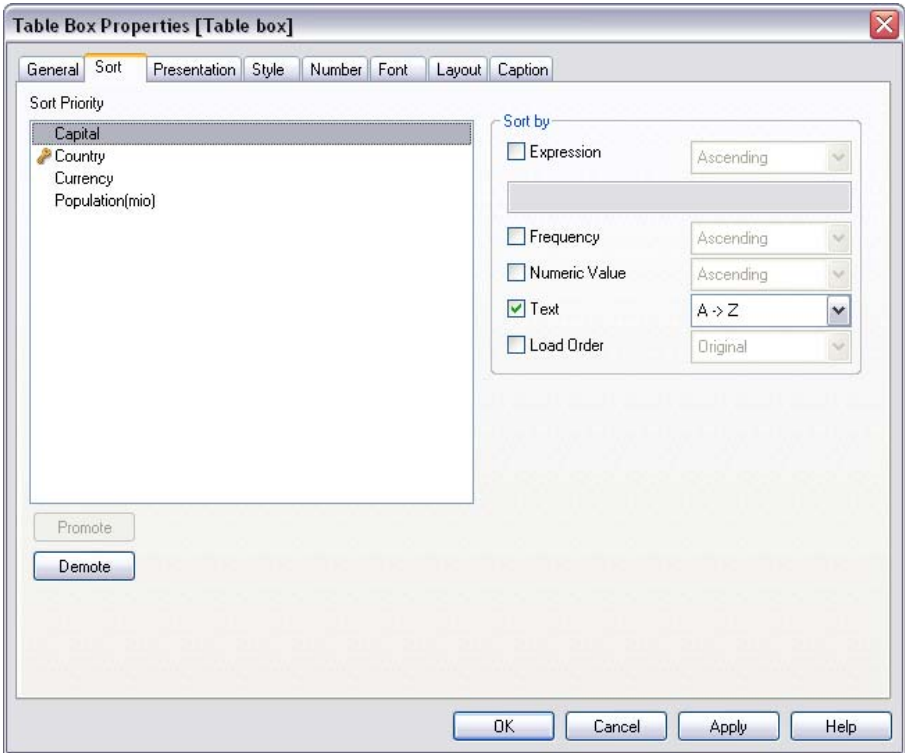 Table Box Properties [Table box]
General Sort Presentation Style Number Font Layout Caption
Sort Priority
Capital
Country
Currency
Population(mio)
Promote
Demote
Sort by
Expression Ascending
Frequency Ascending
Numeric Value Ascending
Text A -> Z
Load Order Original
OK Cancel Apply Help